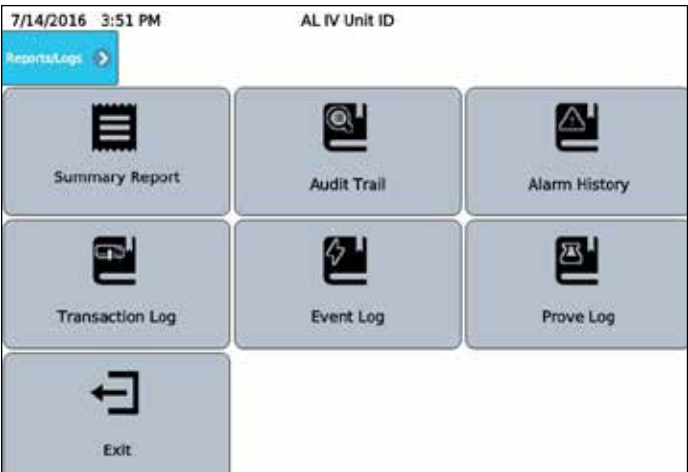 7/14/2016 3:51 PM AL IV Unit ID
Reports/Logs
Summary Report Audit Trail Alarm History
Transaction Log Event Log Prove Log
Exit